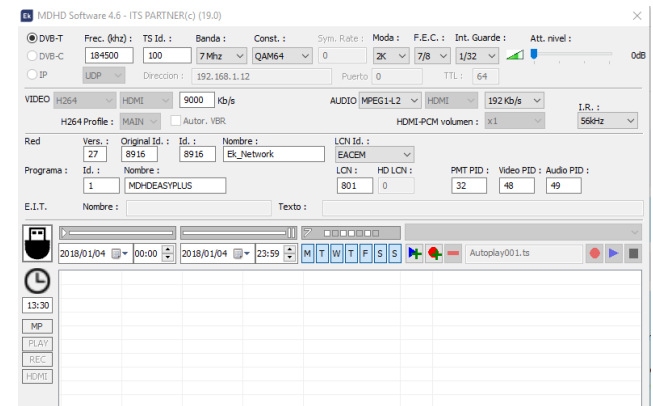 Ek MDHD Software 4.6 - ITS PARTNER(c) (19.0)
DVB-T Frec. (khz) : TS Id. : Banda : Const. : Sym. Rate : Moda : F.E.C. : Int. Guarde : Att. nivel :
184500 100 7 Mhz QAM64 0 2K 7/8 1/32 0dB
DVB-C
IP UDP Direccion : 192.168.1.12 Puerto 0 TTL : 64
VIDEO H264 HDMI 9000 Kb/s AUDIO MPEG1-L2 HDMI 192 Kb/s I.R. :
H264 Profile : MAIN Autor. VBR HDMI-PCM volumen : x1 56kHz
Red Vers. : Original Id. : Id. : Nombre : LCN Id. :
27 8916 8916 Ek_Network EACEM
Programa : Id. : Nombre : LCN : HD LCN : PMT PID : Video PID : Audio PID :
1 MDHDEASYPLUS 801 0 32 48 49
E.I.T. Nombre : Texto :
2018/01/04 00:00 2018/01/04 23:59 M T W T F S S Autoplay001.ts
13:30
MP
PLAY
REC
HDMI